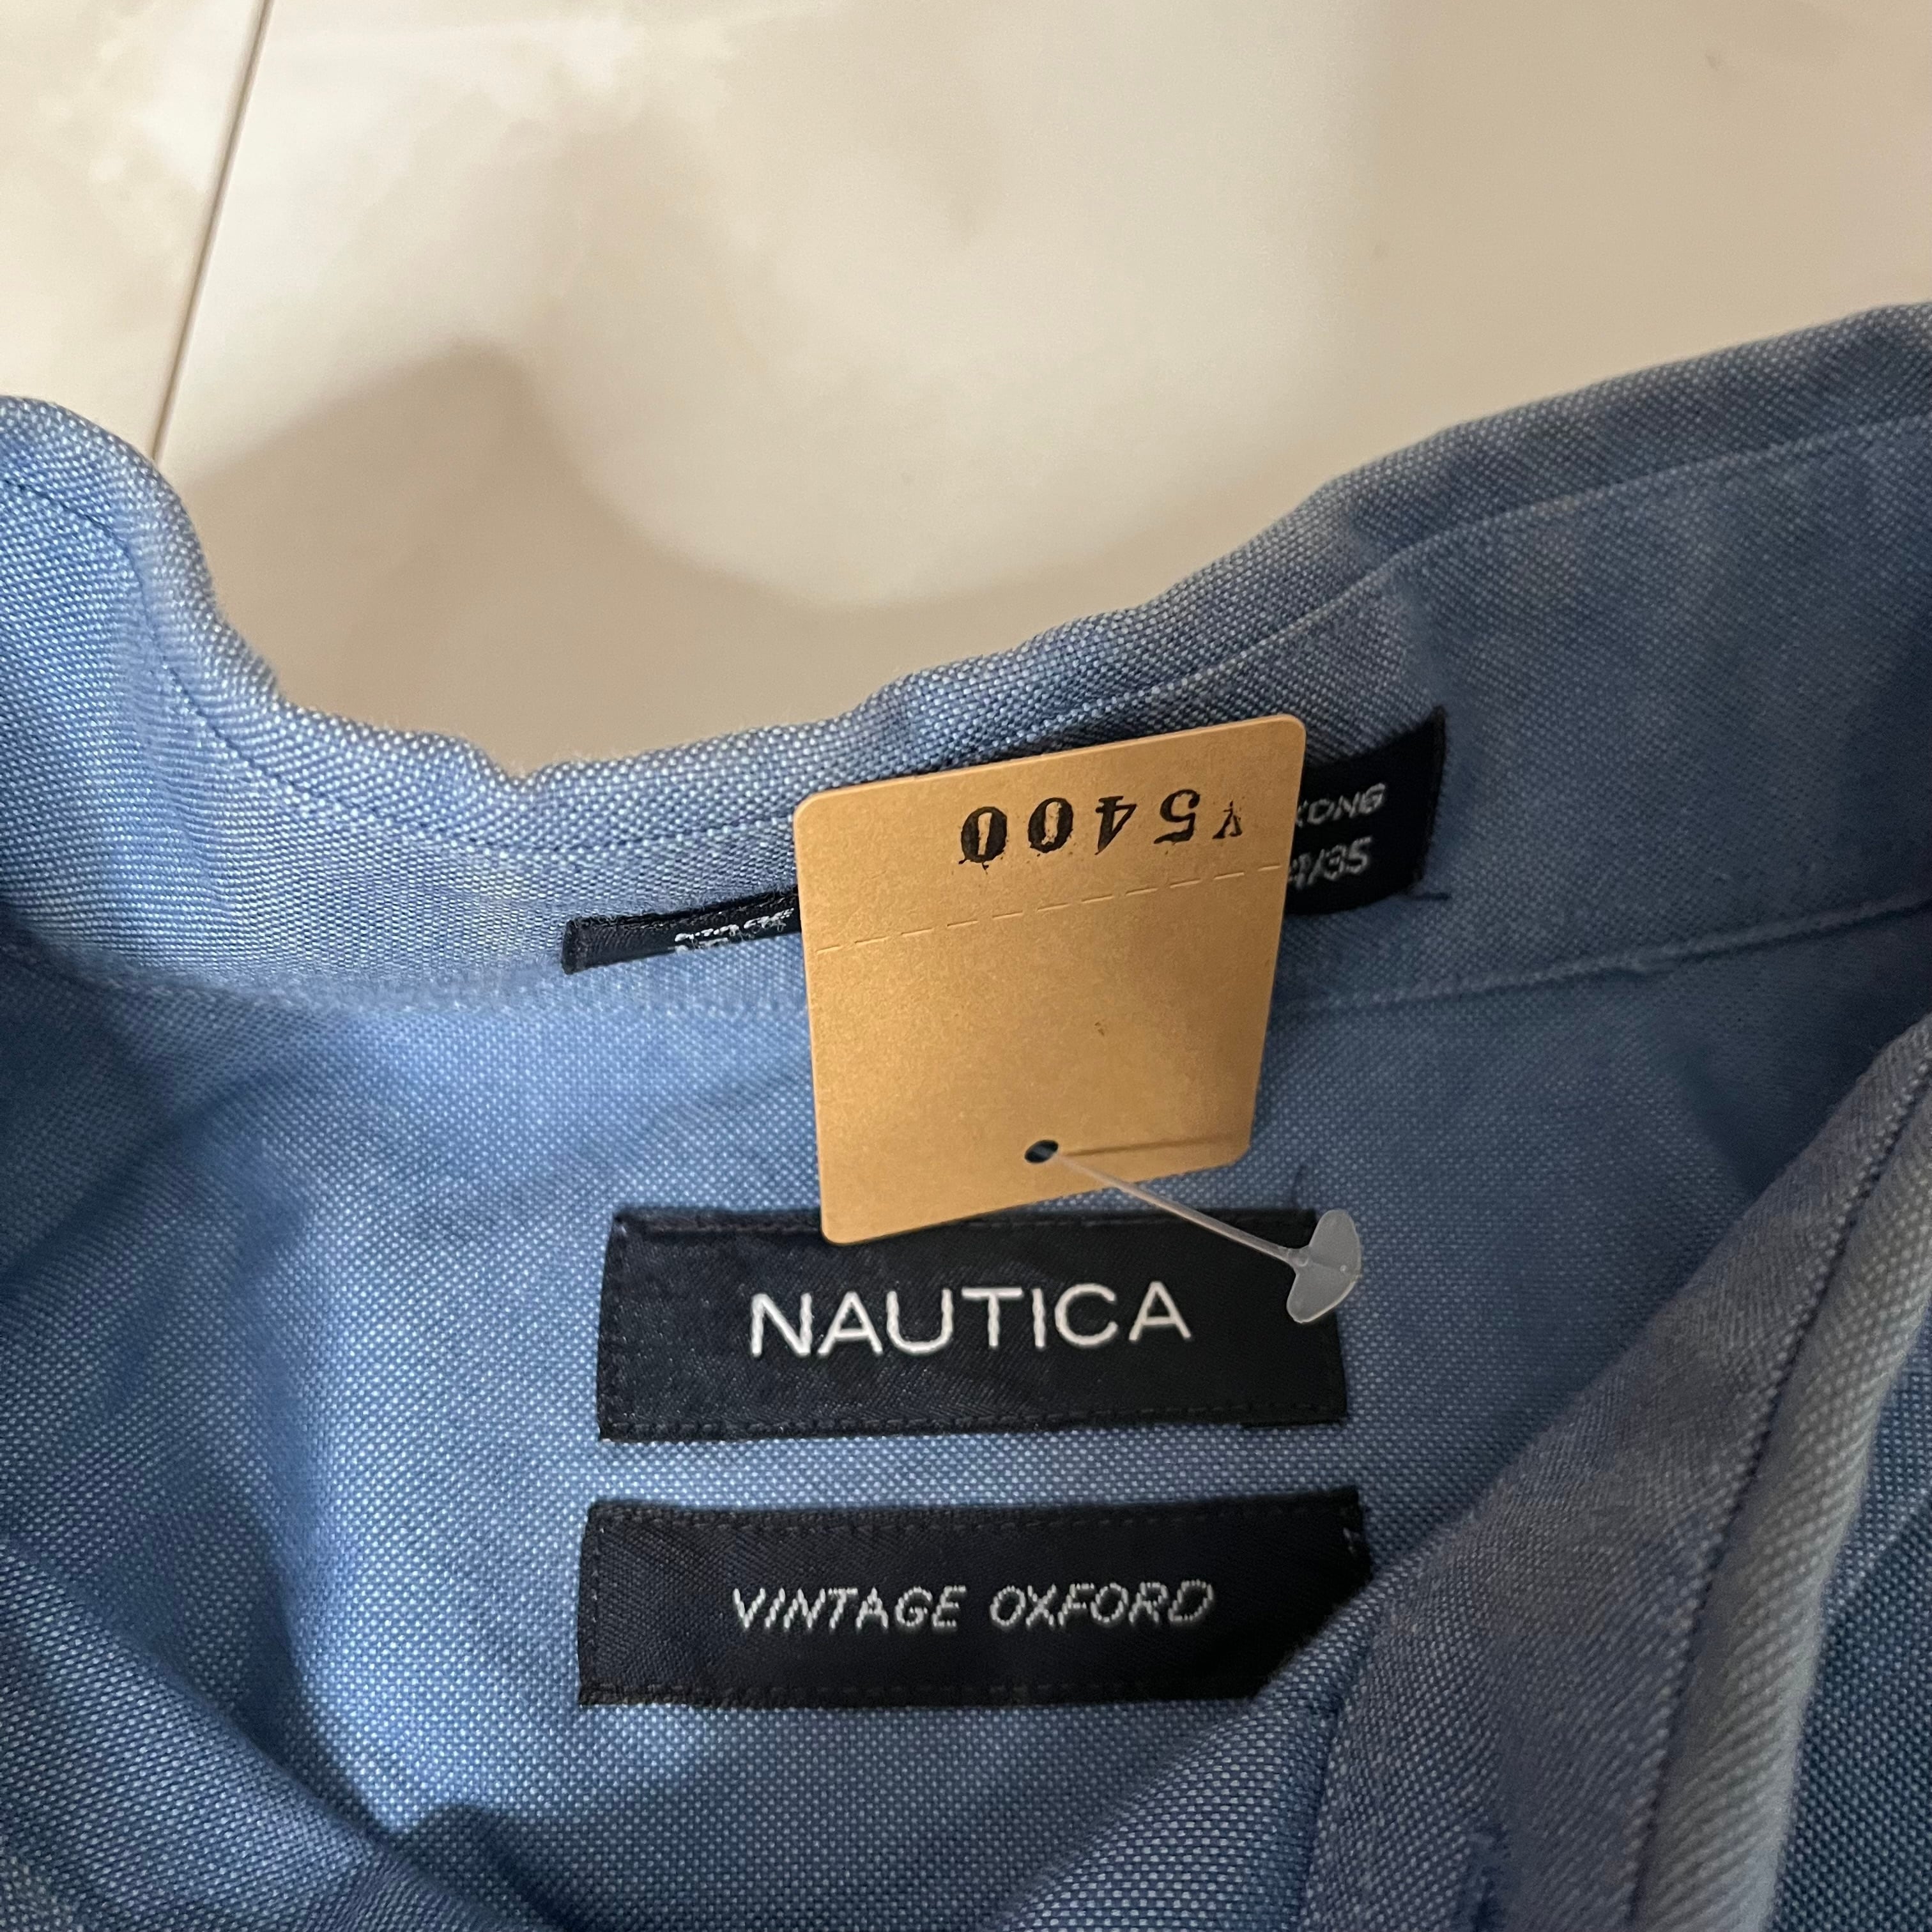 ¥5400
KONG
/35
NAUTICA
VINTAGE OXFORD